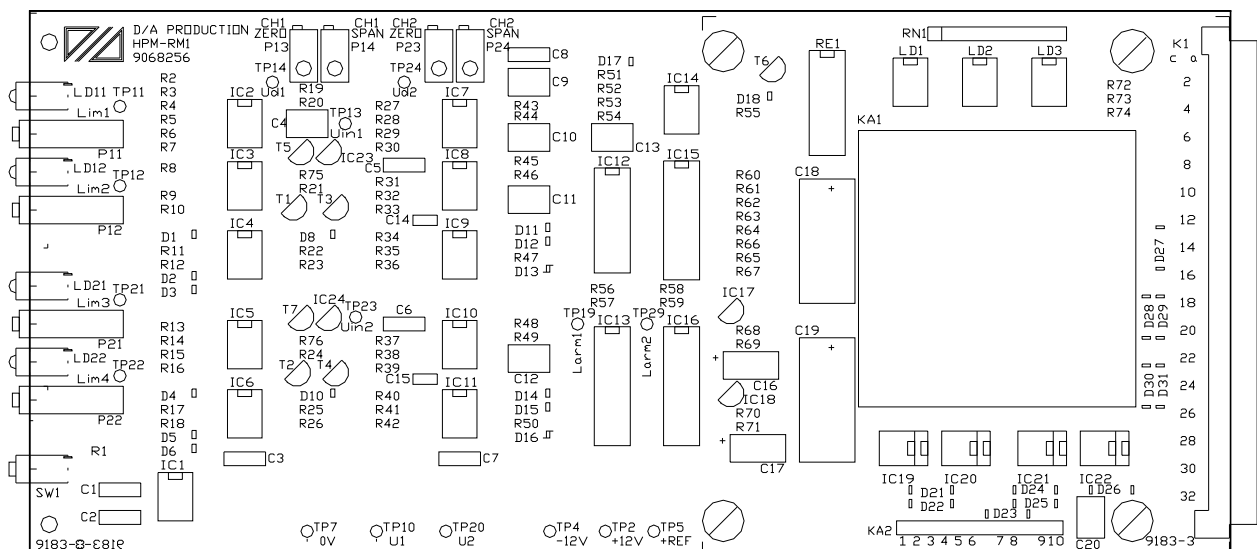 D/A PRODUCTION
HPM-RM1
9068256
CH1 ZERO P13
CH1 SPAN P14
CH2 ZERO P23
CH2 SPAN P24
TP14 Ud1
TP24 Ud2
LD11 TP11
Lim1
P11
LD12 TP12
Lim2
P12
LD21 TP21
Lim3
P21
LD22 TP22
Lim4
P22
R1
SW1
C1
C2
9183-0-E819
R2
R3
R4
R5
R6
R7
R8
R9
R10
D1
R11
R12
D2
D3
R13
R14
R15
R16
D4
R17
R18
D5
D6
IC1
IC2
IC3
IC4
IC5
IC6
C3
R19
R20
C4
TP13
Uin1
T5
IC23
R75
R21
T1
T3
D8
R22
R23
T7
IC24
TP23
Uin2
R76
R24
T2
T4
D10
R25
R26
R27
R28
R29
R30
C5
R31
R32
R33
C14
R34
R35
R36
C6
R37
R38
R39
C15
R40
R41
R42
IC7
IC8
IC9
IC10
IC11
C7
C8
C9
R43
R44
C10
R45
R46
C11
D11
D12
R47
D13
R48
R49
C12
D14
D15
R50
D16
D17
R51
R52
R53
R54
C13
IC12
R56
R57
TP19
Larm1
IC13
IC14
IC15
R58
R59
TP29
Larm2
IC16
T6
D18
R55
R60
R61
R62
R63
R64
R66
R65
R67
IC17
R68
R69
+
C16
IC18
R70
R71
+
C17
TP7 0V
TP10 U1
TP20 U2
TP4 -12V
TP2 +12V
TP5 +REF
RE1
C18
+
C19
+
RN1
LD1
LD2
LD3
R72
R73
R74
KA1
K1
c a
2
4
6
8
10
12
14
16
18
20
22
24
26
28
30
32
D27
D28
D29
D30
D31
IC19
IC20
IC21
IC22
D21
D22
D24
D25
D26
D23
KA2
1 2 3 4 5 6 7 8 9 10
C20
9183-3